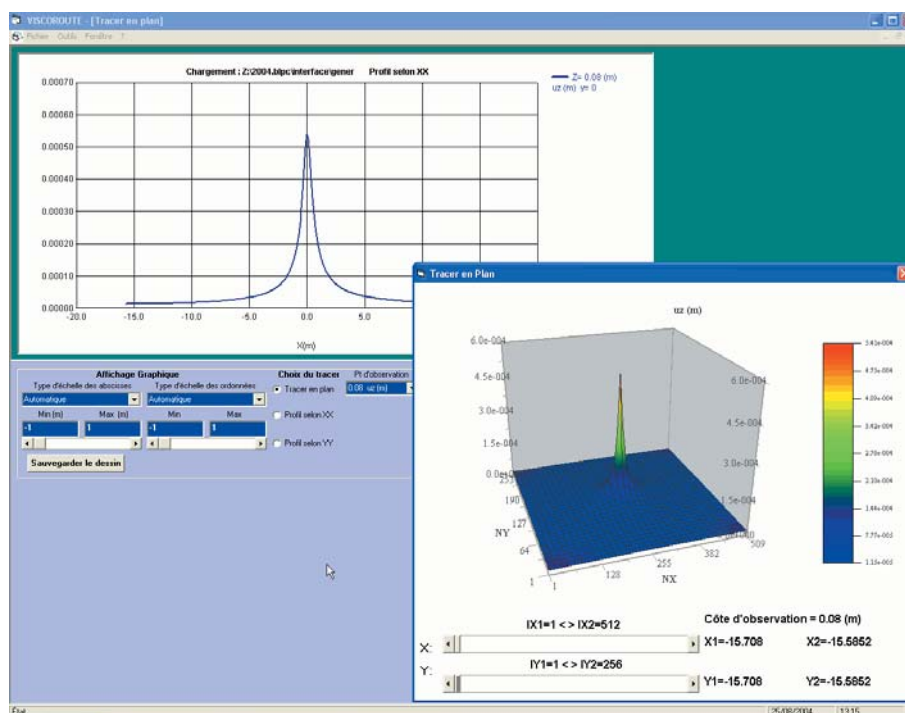 VISCOROUTE - [Tracer en plan]
Fichier Outils Fenêtre ?
Chargement : Z:\2004.blpc\interface\gener Profil selon XX
Z= 0.08 (m)
uz (m) y= 0
0.00070
0.00060
0.00050
0.00040
0.00030
0.00020
0.00010
0.00000
-20.0 -15.0 -10.0 -5.0 0.0 5.0
X(m)
Affichage Graphique
Type d'échelle des abscisses Type d'échelle des ordonnées
Automatique Automatique
Min (m) Max (m) Min Max
-1 1 -1 1
Sauvegarder le dessin
Choix du tracer
Tracer en plan
Profil selon XX
Profil selon YY
Pt d'observation
0.08 uz (m)
Tracer en Plan
uz (m)
6.0e-004
4.5e-004
3.0e-004
1.5e-004
6.0e-004
4.5e-004
3.0e-004
1.5e-004
190
127
64
1
NY
1
128
255
382
509
NX
4.73e-004
3.42e-004
IX1=1 < > IX2=512
X:
IY1=1 < > IY2=256
Y:
Côte d'observation = 0.08 (m)
X1=-15.708 X2=-15.5852
Y1=-15.708 Y2=-15.5852
État
25/08/2004 13:15